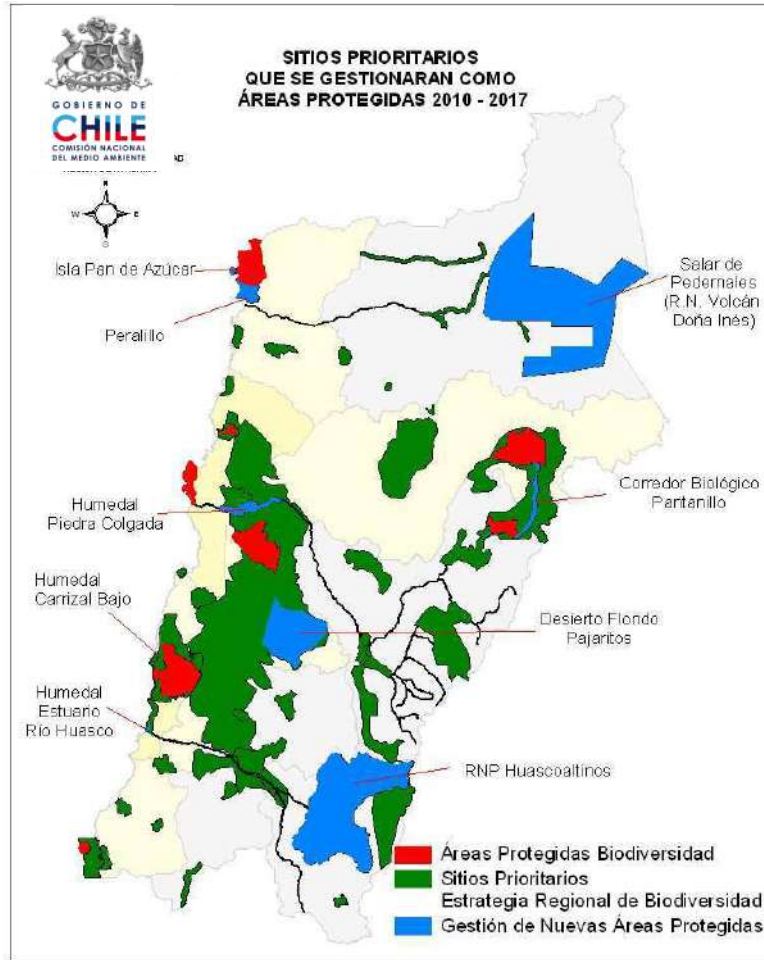 SITIOS PRIORITARIOS
QUE SE GESTIONARAN COMO
ÁREAS PROTEGIDAS 2010 - 2017
GOBIERNO DE
CHILE
COMISIÓN NACIONAL
DEL MEDIO AMBIENTE
N
W
E
S
Isla Pan de Azúcar
Peralillo
Salar de
Pedernales
(R.N. Volcán
Doña Inés)
Humedal
Piedra Colgada
Corredor Biológico
Pantanillo
Humedal
Carrizal Bajo
Desierto Florido
Pajaritos
Humedal
Estuario
Río Huasco
RNP Huascoaltinos
Áreas Protegidas Biodiversidad
Sitios Prioritarios
Estrategia Regional de Biodiversidad
Gestión de Nuevas Áreas Protegidas